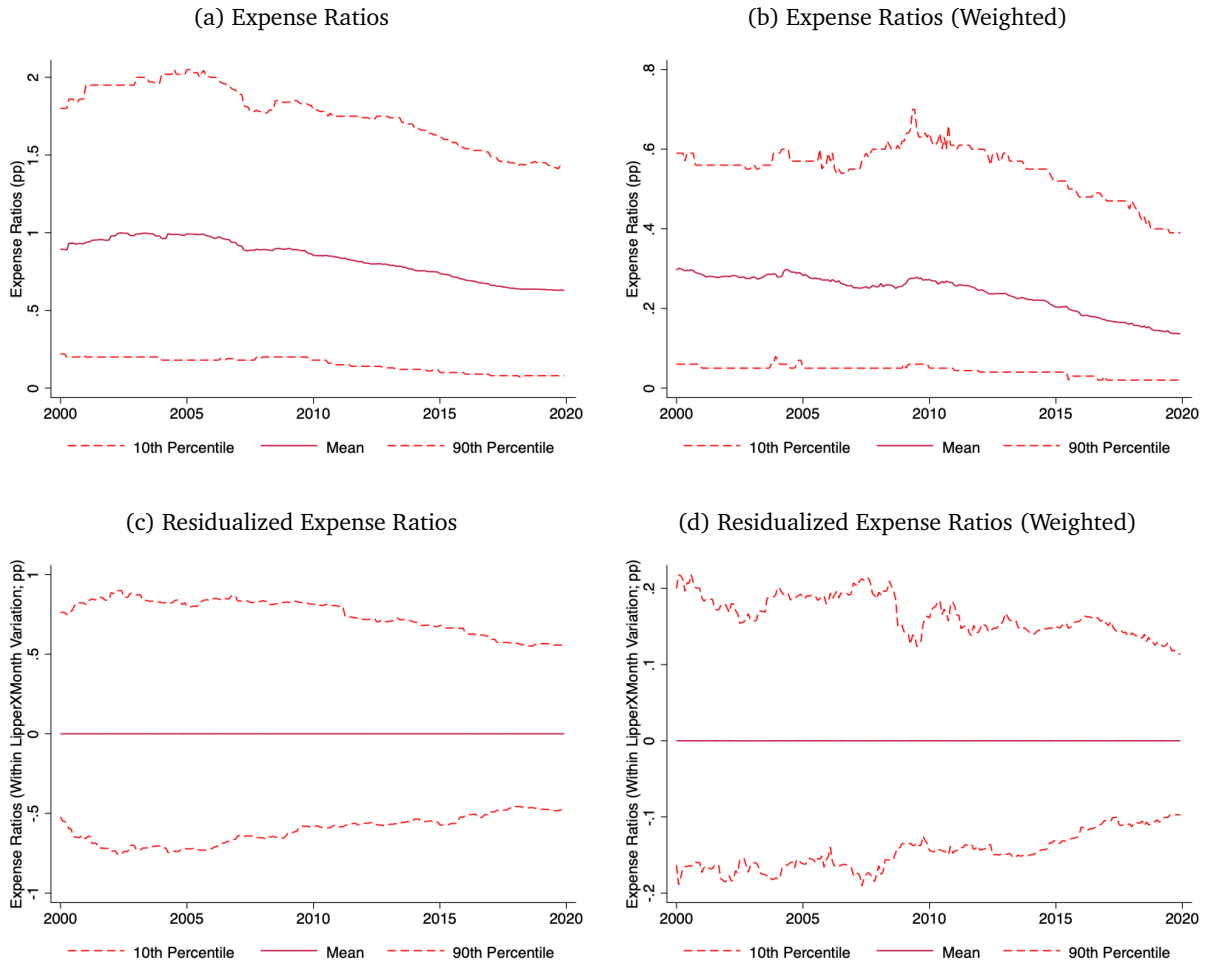 (a) Expense Ratios
Expense Ratios (pp)
2
1.5
1
.5
0
2000 2005 2010 2015 2020
10th Percentile Mean 90th Percentile
(b) Expense Ratios (Weighted)
Expense Ratios (pp)
.8
.6
.4
.2
0
2000 2005 2010 2015 2020
10th Percentile Mean 90th Percentile
(c) Residualized Expense Ratios
Expense Ratios (Within LipperXMonth Variation; pp)
1
.5
0
-.5
-1
2000 2005 2010 2015 2020
10th Percentile Mean 90th Percentile
(d) Residualized Expense Ratios (Weighted)
Expense Ratios (Within LipperXMonth Variation; pp)
.2
.1
0
-.1
-.2
2000 2005 2010 2015 2020
10th Percentile Mean 90th Percentile